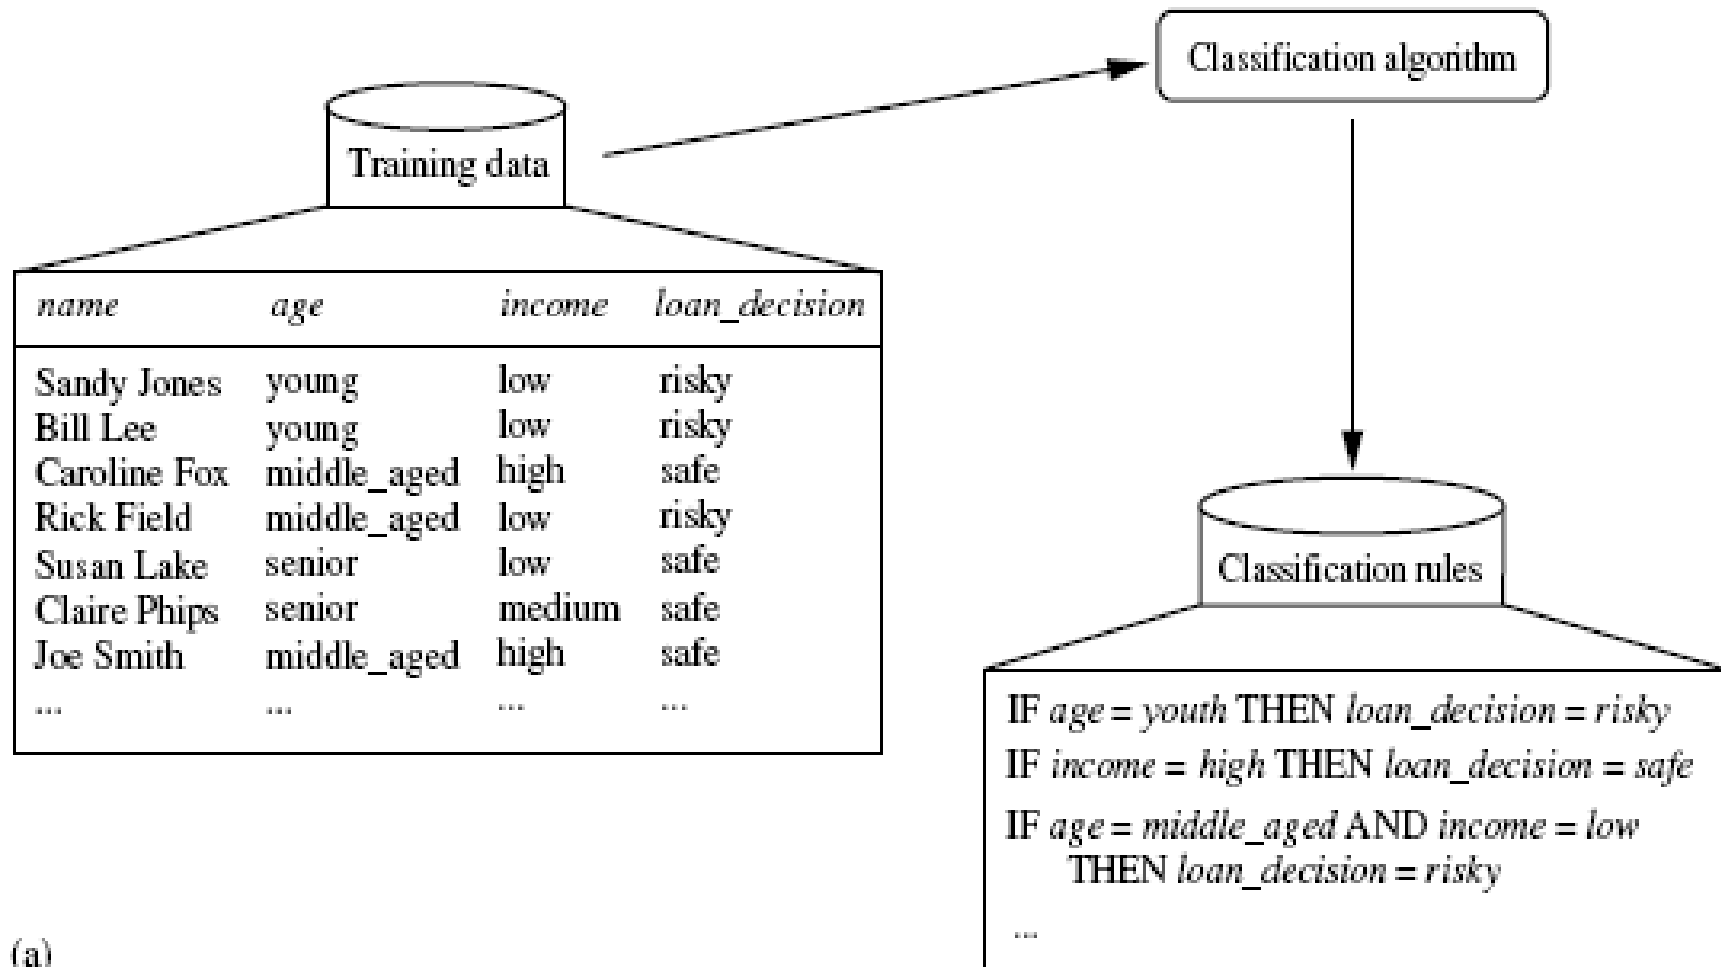 Classification algorithm
Training data
name age income loan_decision
Sandy Jones young low risky
Bill Lee young low risky
Caroline Fox middle_aged high safe
Rick Field middle_aged low risky
Susan Lake senior low safe
Claire Phips senior medium safe
Joe Smith middle_aged high safe
... ... ... ...
Classification rules
IF age = youth THEN loan_decision = risky
IF income = high THEN loan_decision = safe
IF age = middle_aged AND income = low
THEN loan_decision = risky
...
(a)